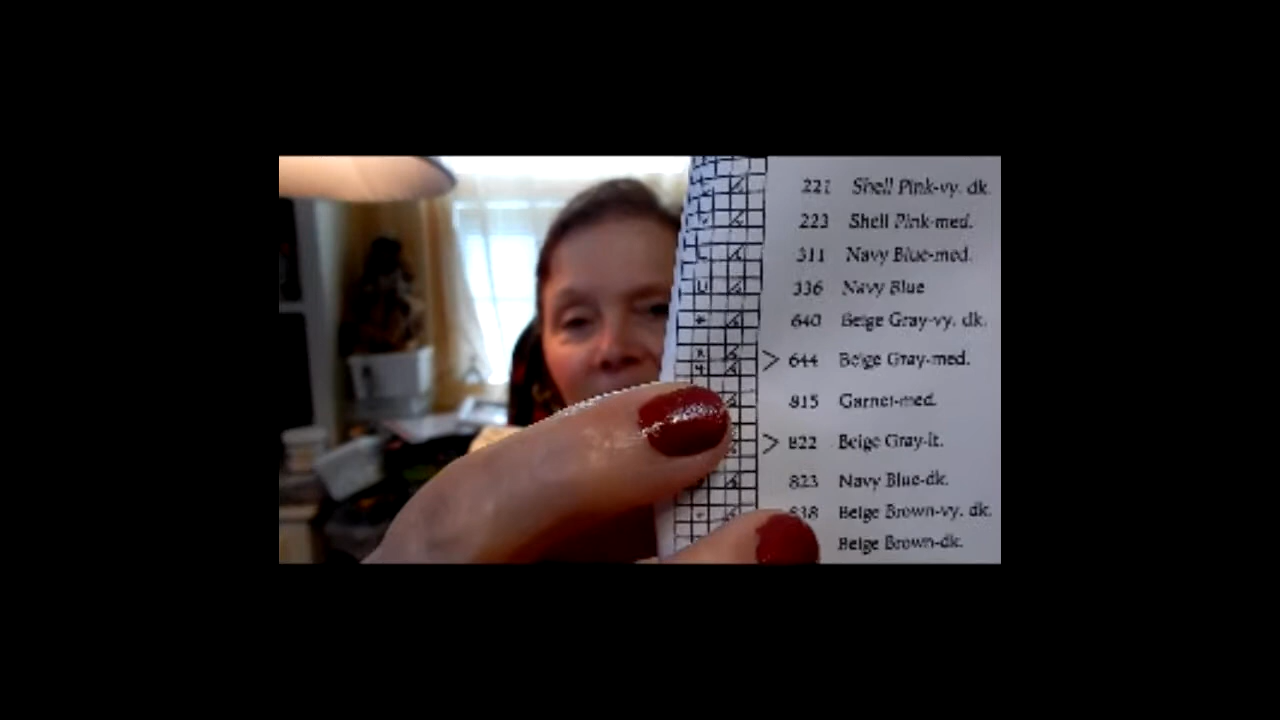 221 Shell Pink-vy. dk.
223 Shell Pink-med.
311 Navy Blue-med.
336 Navy Blue
640 Beige Gray-vy. dk.
644 Beige Gray-med.
815 Garnet-med.
822 Beige Gray-lt.
823 Navy Blue-dk.
838 Beige Brown-vy. dk.
Beige Brown-dk.